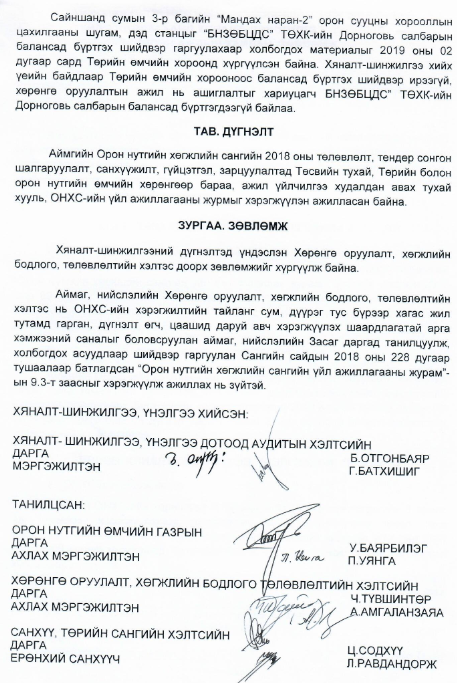 Сайншанд сумын 3-р багийн “Мандах наран-2” орон сууцны хорооллын
цахилгааны шугам, дэд станцыг “БНЗӨБЦДС” ТӨХК-ийн Дорноговь салбарын
балансад бүртгэх шийдвэр гаргуулахаар холбогдох материалыг 2019 оны 02
дугаар сард Төрийн өмчийн хороонд хүргүүлсэн байна. Хяналт-шинжилгээ хийх
үеийн байдлаар Төрийн өмчийн хорооноос балансад бүртгэх шийдвэр ирээгүй,
хөрөнгө оруулалтын ажил нь ашиглалтыг хариуцагч БНЗӨБЦДС” ТӨХК-ийн
Дорноговь салбарын балансад бүртгэгдээгүй байлаа.
ТАВ. ДҮГНЭЛТ
Аймгийн Орон нутгийн хөгжлийн сангийн 2018 оны төлөвлөлт, тендер сонгон
шалгаруулалт, санхүүжилт, гүйцэтгэл, зарцуулалтад Төсвийн тухай, Төрийн болон
орон нутгийн өмчийн хөрөнгөөр бараа, ажил үйлчилгээ худалдан авах тухай
хууль, ОНХС-ийн үйл ажиллагааны журмыг хэрэгжүүлэн ажилласан байна.
ЗУРГАА. ЗӨВЛӨМЖ
Хяналт-шинжилгээний дүгнэлтэд үндэслэн Хөрөнгө оруулалт, хөгжлийн
бодлого, төлөвлөлтийн хэлтэс доорх зөвлөмжийг хүргүүлж байна.
Аймаг, нийслэлийн Хөрөнгө оруулалт, хөгжлийн бодлого, төлөвлөлтийн
хэлтэс нь ОНХС-ийн хэрэгжилтийн тайланг сум, дүүрэг тус бүрээр хагас жил
тутамд гарган, дүгнэлт өгч, цаашид даруй авч хэрэгжүүлэх шаардлагатай арга
хэмжээний саналыг боловсруулан аймаг, нийслэлийн Засаг даргад танилцуулж,
холбогдох асуудлаар шийдвэр гаргуулан Сангийн сайдын 2018 оны 228 дугаар
тушаалаар батлагдсан “Орон нутгийн хөгжлийн сангийн үйл ажиллагааны журам”-
ын 9.3-т заасныг хэрэгжүүлж ажиллах нь зүйтэй.
ХЯНАЛТ-ШИНЖИЛГЭЭ, ҮНЭЛГЭЭ ХИЙСЭН:
ХЯНАЛТ- ШИНЖИЛГЭЭ, ҮНЭЛГЭЭ ДОТООД АУДИТЫН ХЭЛТСИЙН
ДАРГА Б.ОТГОНБАЯР
МЭРГЭЖИЛТЭН Г.БАТХИШИГ
ТАНИЛЦСАН:
ОРОН НУТГИЙН ӨМЧИЙН ГАЗРЫН
ДАРГА У.БАЯРБИЛЭГ
АХЛАХ МЭРГЭЖИЛТЭН П.УЯНГА
ХӨРӨНГӨ ОРУУЛАЛТ, ХӨГЖЛИЙН БОДЛОГО ТӨЛӨВЛӨЛТИЙН ХЭЛТСИЙН
ДАРГА Ч.ТҮВШИНТӨР
АХЛАХ МЭРГЭЖИЛТЭН А.АМГАЛАНЗАЯА
САНХҮҮ, ТӨРИЙН САНГИЙН ХЭЛТСИЙН
ДАРГА Ц.СОДХҮҮ
ЕРӨНХИЙ САНХҮҮЧ Л.РАВДАНДОРЖ